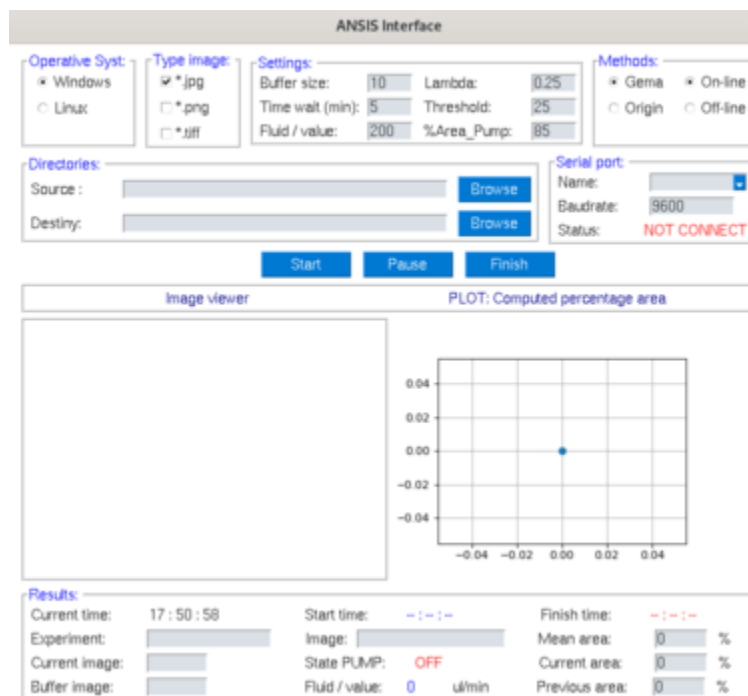 ANSIS Interface
Operative Syst: Type image: Settings: Methods:
Windows *.jpg Buffer size: 10 Lambda: 0.25 Gema On-line
Linux *.png Time wait (min): 5 Threshold: 25 Origin Off-line
*.tiff Fluid / value: 200 %Area_Pump: 85
Directories: Serial port:
Source : Browse Name:
Baudrate: 9600
Destiny: Browse Status: NOT CONNECT
Start Pause Finish
Image viewer PLOT: Computed percentage area
0.04
0.02
0.00
−0.02
−0.04
−0.04 −0.02 0.00 0.02 0.04
Results:
Current time: 17 : 50 : 58 Start time: -- : -- : -- Finish time: -- : -- : --
Experiment: Image: Mean area: 0 %
Current image: State PUMP: OFF Current area: 0 %
Buffer image: Fluid / value: 0 ul/min Previous area: 0 %